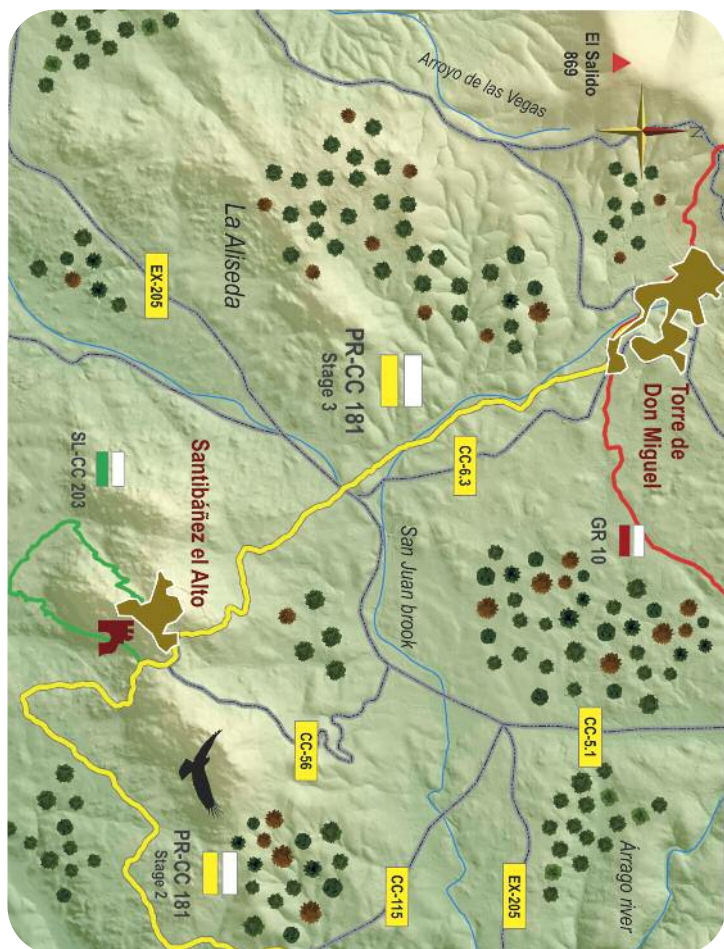 N
Torre de
Don Miguel
CC-5.1
Árrago river
GR 10
El Salido
869
EX-205
Arroyo de las Vegas
CC-6.3
San Juan brook
CC-115
PR-CC 181
Stage 3
CC-56
La Aliseda
Santibáñez el Alto
PR-CC 181
Stage 2
EX-205
SL-CC 203